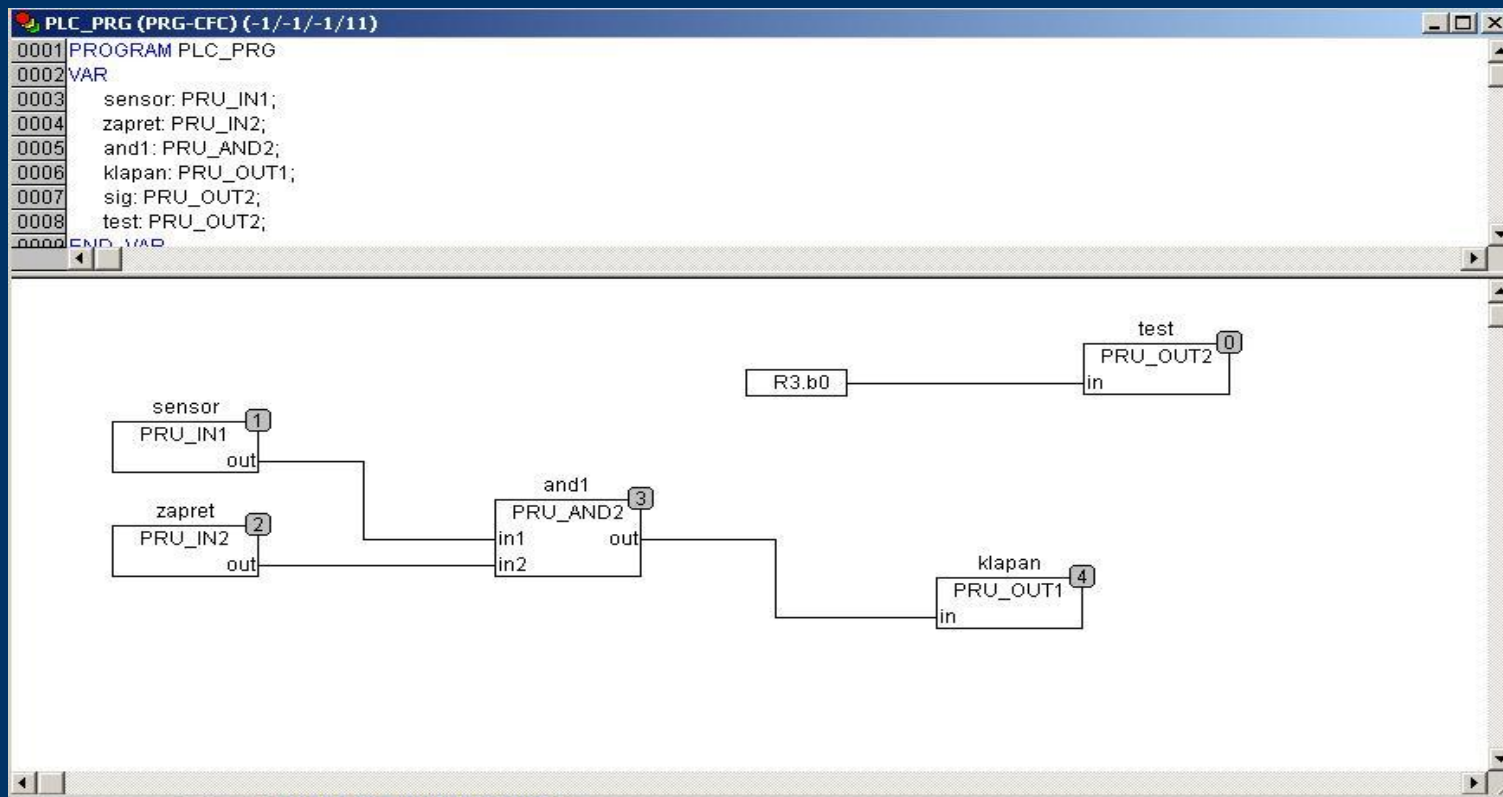 PLC_PRG (PRG-CFC) (-1/-1/-1/11)
0001 PROGRAM PLC_PRG
0002 VAR
0003 sensor: PRU_IN1;
0004 zapret: PRU_IN2;
0005 and1: PRU_AND2;
0006 klapan: PRU_OUT1;
0007 sig: PRU_OUT2;
0008 test: PRU_OUT2;
0009 END_VAR
test
0
PRU_OUT2
R3.b0
in
sensor
1
PRU_IN1
out
and1
3
zapret
PRU_AND2
2
PRU_IN2
in1 out
out
in2
klapan
4
PRU_OUT1
in